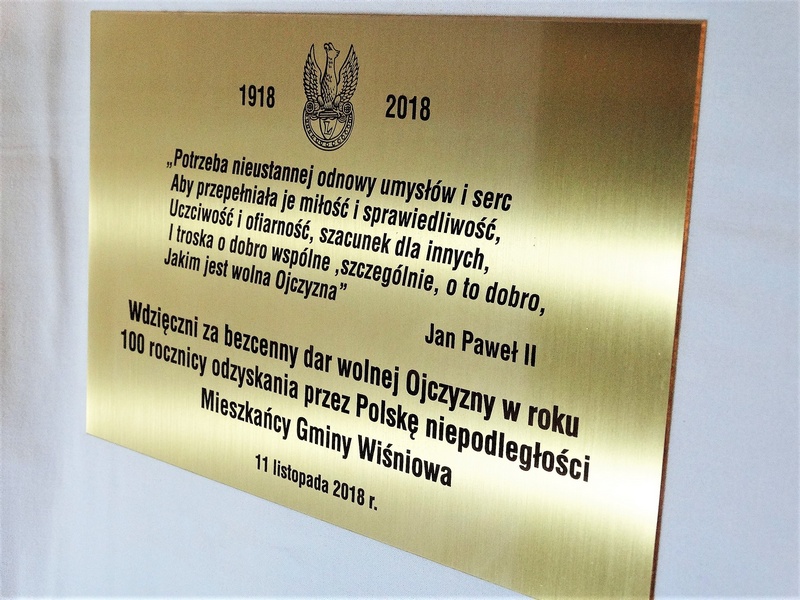 1918 2018
„Potrzeba nieustannej odnowy umysłów i serc
Aby przepełniała je miłość i sprawiedliwość,
Uczciwość i ofiarność, szacunek dla innych,
I troska o dobro wspólne ,szczególnie, o to dobro,
Jakim jest wolna Ojczyzna”
Jan Paweł II
Wdzięczni za bezcenny dar wolnej Ojczyzny w roku
100 rocznicy odzyskania przez Polskę niepodległości
Mieszkańcy Gminy Wiśniowa
11 listopada 2018 r.